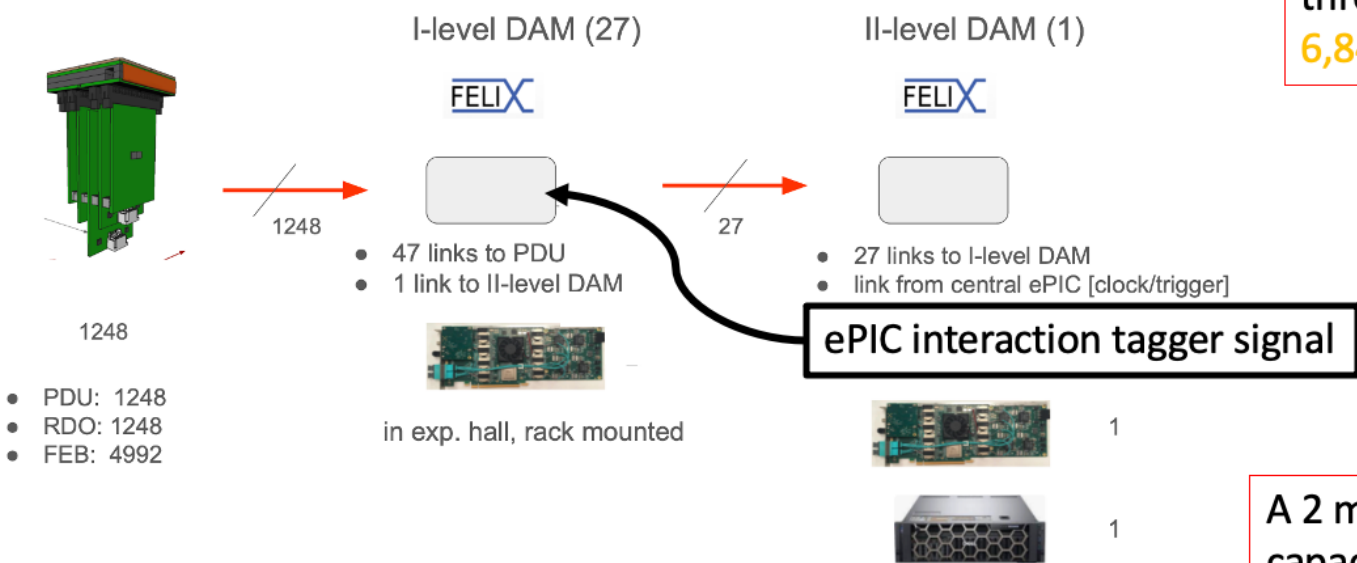 I-level DAM (27)
II-level DAM (1)
FELIX
FELIX
1248
27
• 47 links to PDU
• 1 link to II-level DAM
• 27 links to I-level DAM
• link from central ePIC [clock/trigger]
ePIC interaction tagger signal
1248
• PDU: 1248
• RDO: 1248
• FEB: 4992
in exp. hall, rack mounted
1
1
A 2